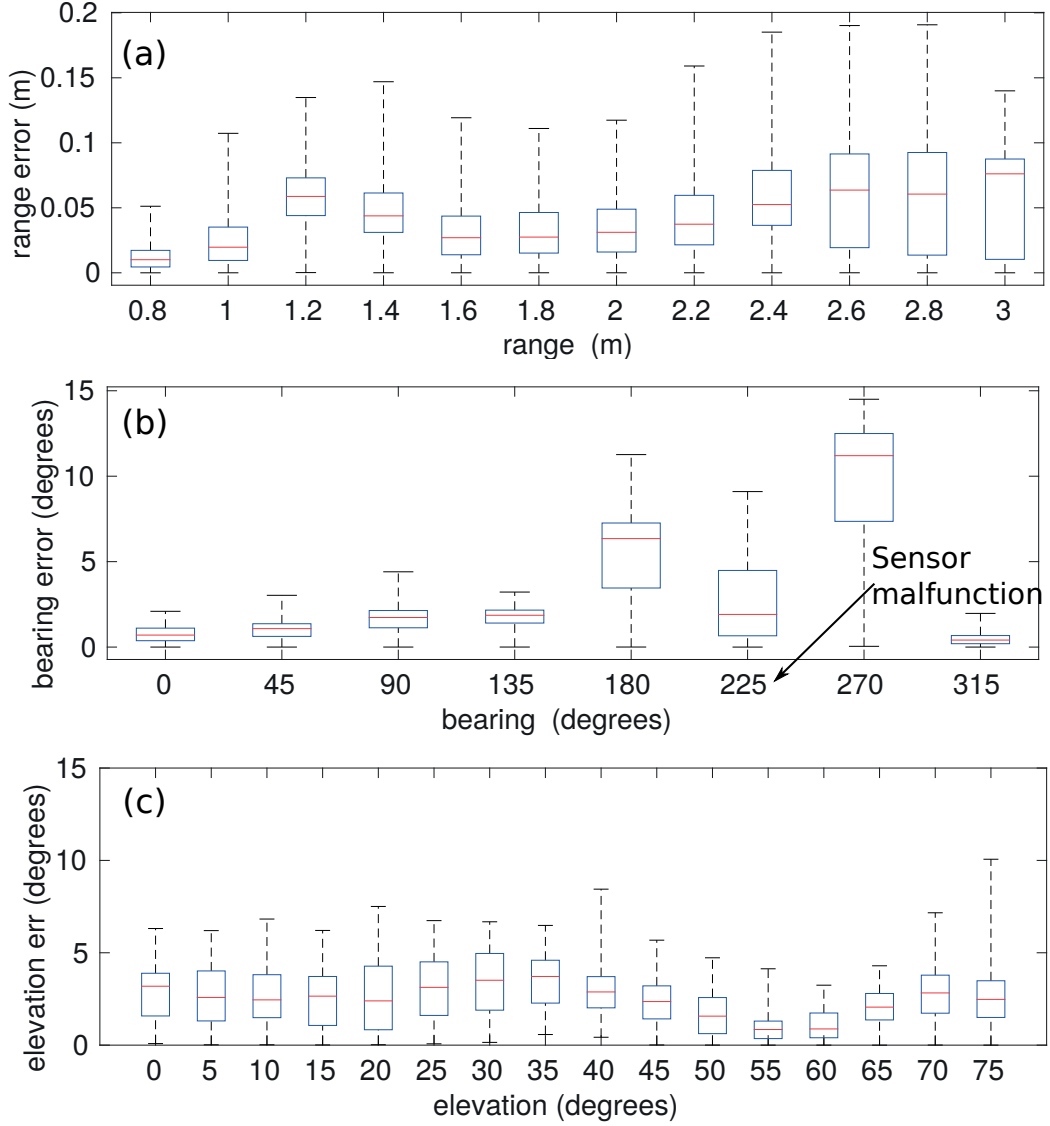 (a)
range error (m)
0.2
0.15
0.1
0.05
0
0.8 1 1.2 1.4 1.6 1.8 2 2.2 2.4 2.6 2.8 3
range (m)
(b)
bearing error (degrees)
15
10
5
0
Sensor
malfunction
0 45 90 135 180 225 270 315
bearing (degrees)
(c)
elevation err (degrees)
15
10
5
0
0 5 10 15 20 25 30 35 40 45 50 55 60 65 70 75
elevation (degrees)